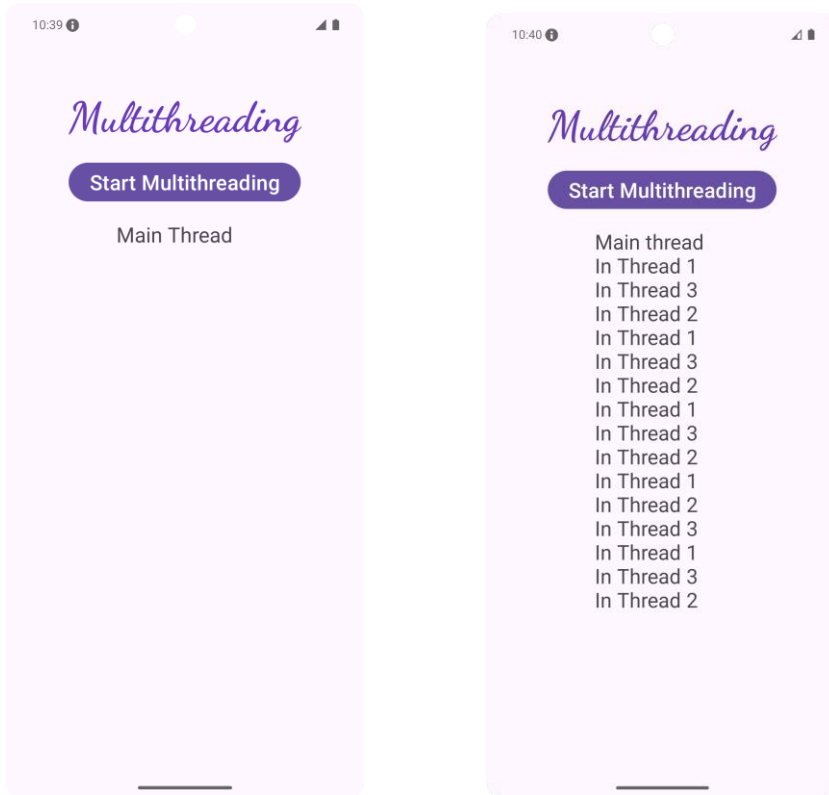 10:39
Multithreading
Start Multithreading
Main Thread
10:40
Multithreading
Start Multithreading
Main thread
In Thread 1
In Thread 3
In Thread 2
In Thread 1
In Thread 3
In Thread 2
In Thread 1
In Thread 3
In Thread 2
In Thread 1
In Thread 2
In Thread 3
In Thread 1
In Thread 3
In Thread 2